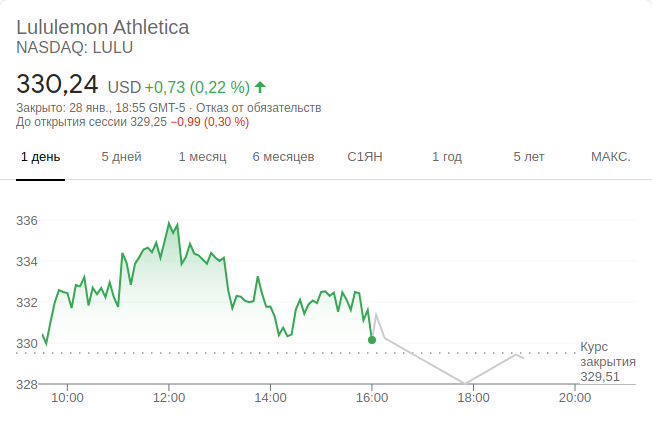 Lululemon Athletica
NASDAQ: LULU
330,24 USD +0,73 (0,22 %)
Закрыто: 28 янв., 18:55 GMT-5 · Отказ от обязательств
До открытия сессии 329,25 −0,99 (0,30 %)
1 день 5 дней 1 месяц 6 месяцев С1ЯН 1 год 5 лет МАКС.
336
334
332
330
Курс
закрытия
329,51
328
10:00 12:00 14:00 16:00 18:00 20:00